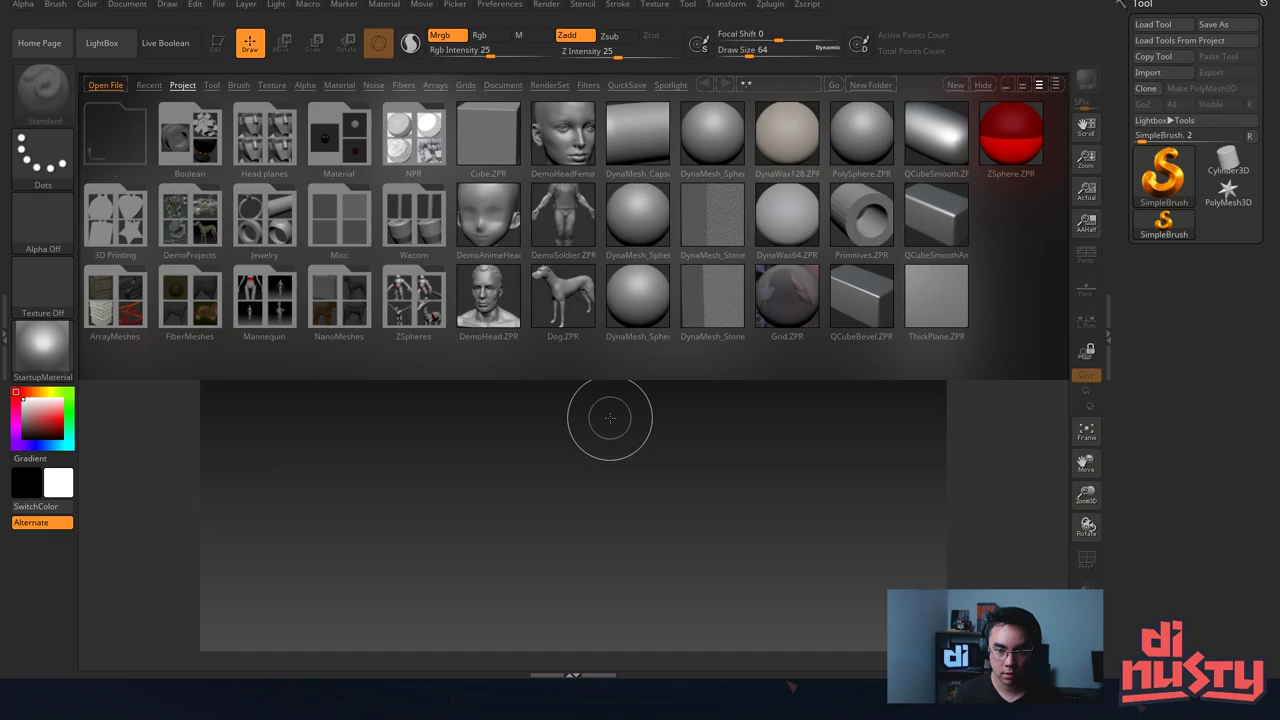 Alpha Brush Color Document Draw Edit File Layer Light Macro Marker Material Movie Picker Preferences Render Stencil Stroke Texture Tool Transform Zplugin Zscript
Tool
Home Page LightBox Live Boolean Edit Draw Move Scale Rotate
Mrgb Rgb M
Rgb Intensity 25
Zadd Zsub Zcut
Z Intensity 25
Focal Shift 0
Draw Size 64 Dynamic
S
D
Active Points Count
Total Points Count
Load Tool Save As
Load Tools From Project
Copy Tool Paste Tool
Import Export
Clone Make PolyMesh3D
GoZ All Visible R
Lightbox▶Tools
SimpleBrush. 2 R
SimpleBrush
Cylinder3D
PolyMesh3D
SimpleBrush
Open File Recent Project Tool Brush Texture Alpha Material Noise Fibers Arrays Grids Document RenderSet Filters QuickSave Spotlight *.* Go New Folder New Hide
..
Boolean
Head planes
Material
NPR
Cube.ZPR
DemoHeadFema
DynaMesh_Capsu
DynaMesh_Spher
DynaWax128.ZPR
PolySphere.ZPR
QCubeSmooth.ZF
ZSphere.ZPR
3D Printing
DemoProjects
Jewelry
Misc
Wacom
DemoAnimeHead
DemoSoldier.ZPR
DynaMesh_Sphe
DynaMesh_Stone
DynaWax64.ZPR
Primitives.ZPR
QCubeSmoothAn
ArrayMeshes
FiberMeshes
Mannequin
NanoMeshes
ZSpheres
DemoHead.ZPR
Dog.ZPR
DynaMesh_Sphe
DynaMesh_Stone
Grid.ZPR
QCubeBevel.ZPR
ThickPlane.ZPR
Standard
Dots
Alpha Off
Texture Off
StartupMaterial
Gradient
SwitchColor
Alternate
SPix
Scroll
Zoom
Actual
AAHalf
Persp
Floor
L.Sym
Frame
Move
Zoom3D
Rotate
PolyF
di
di
nusty